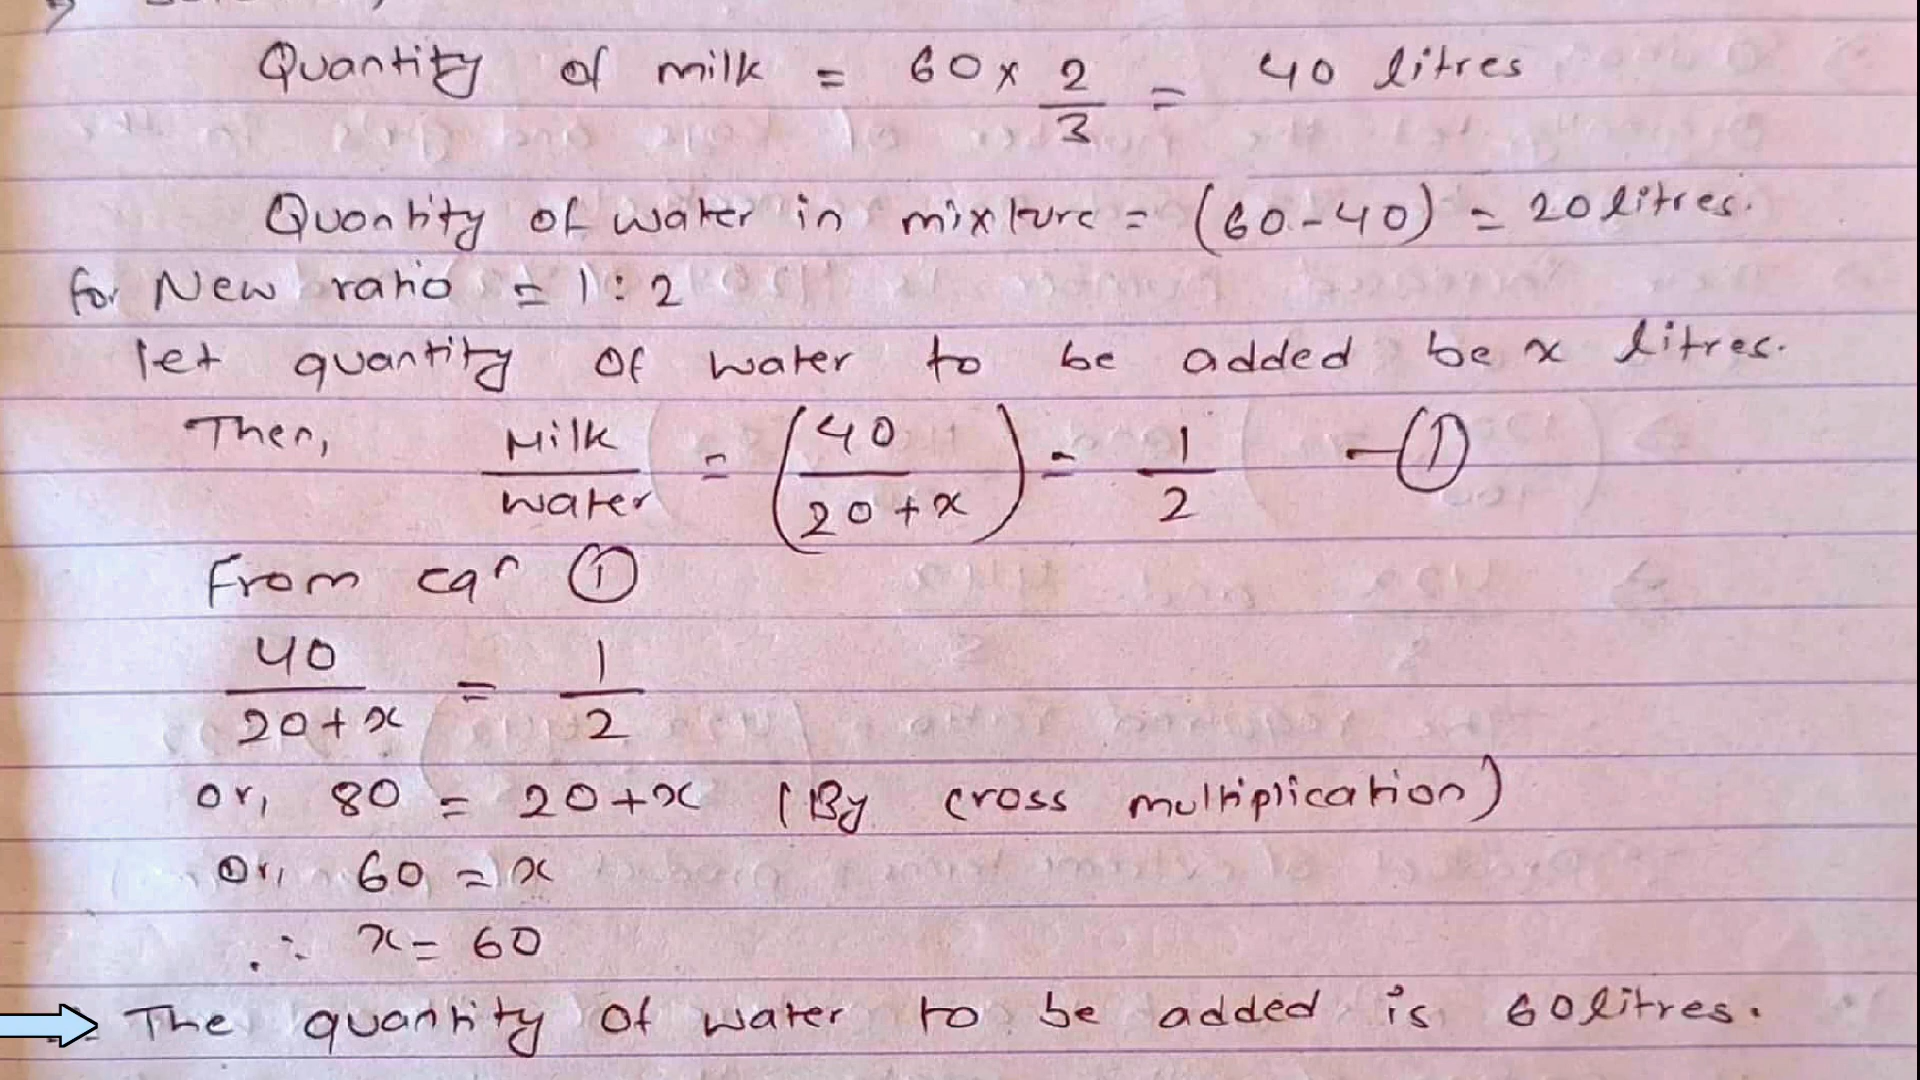 Quantity of milk = 60 x 2/3 = 40 litres
Quantity of water in mixture = (60-40) = 20 litres.
for New ratio = 1:2
let quantity of water to be added be x litres.
Then, Milk/water = (40/20+x) = 1/2 - ①
From eqn ①
40/20+x = 1/2
or, 80 = 20+x (By cross multiplication)
or, 60 = x
∴ x = 60
The quantity of water to be added is 60 litres.